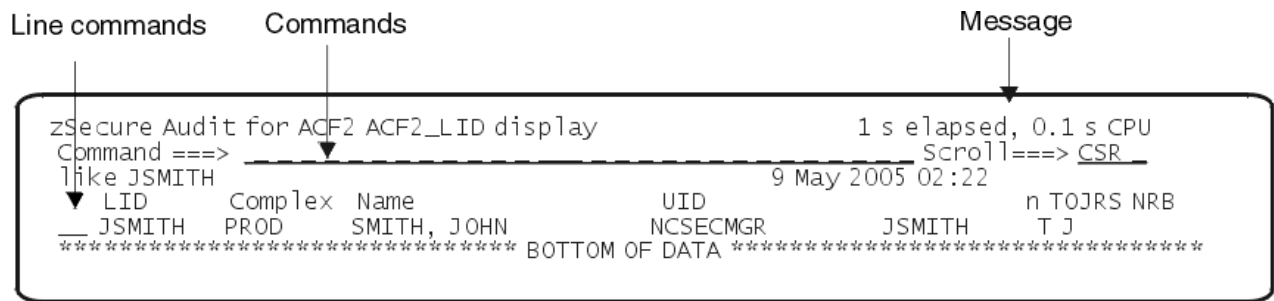 Line commands Commands Message
zSecure Audit for ACF2 ACF2_LID display 1 s elapsed, 0.1 s CPU
Command ===> _ _ _ _ _ _ _ _ _ _ _ _ _ _ _ _ _ _ _ _ _ _ _ _ _ _ _ _ _ _ _ _ Scroll===> CSR _
like JSMITH 9 May 2005 02:22
LID Complex Name UID n TOJRS NRB
__ JSMITH PROD SMITH, JOHN NCSECMGR JSMITH T J
******************************** BOTTOM OF DATA *********************************